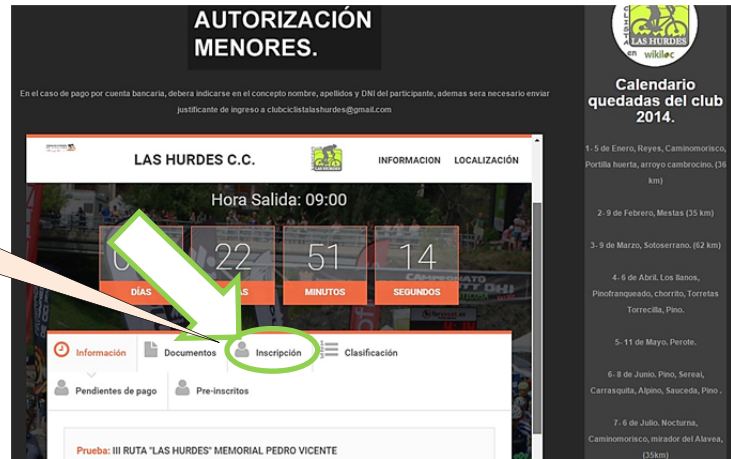 AUTORIZACIÓN
MENORES.
En el caso de pago por cuenta bancaria, debera indicarse en el concepto nombre, apellidos y DNI del participante, ademas sera necesario enviar
justificante de ingreso a clubciclistalashurdes@gmail.com
LAS HURDES C.C.
INFORMACION LOCALIZACIÓN
Hora Salida: 09:00
22 51 14
DÍAS MINUTOS SEGUNDOS
CAMPEONATO
DHI
Información Documentos Inscripción Clasificación
Pendientes de pago Pre-inscritos
Prueba: III RUTA "LAS HURDES" MEMORIAL PEDRO VICENTE
LAS HURDES
en wikiloc
Calendario
quedadas del club
2014.
1- 5 de Enero, Reyes, Caminomorisco,
Portilla huerta, arroyo cambrocino. (36
km)
2- 9 de Febrero, Mestas (35 km)
3- 9 de Marzo, Sotoserrano. (62 km)
4- 6 de Abril. Los llanos,
Pinofranqueado, chorrito, Torretas
Torrecilla, Pino.
5- 11 de Mayo. Perote.
6- 8 de Junio. Pino, Sereai,
Carrasquita, Alpino, Sauceda, Pino .
7- 6 de Julio. Nocturna,
Caminomorisco, mirador del Alavea,
(35km)